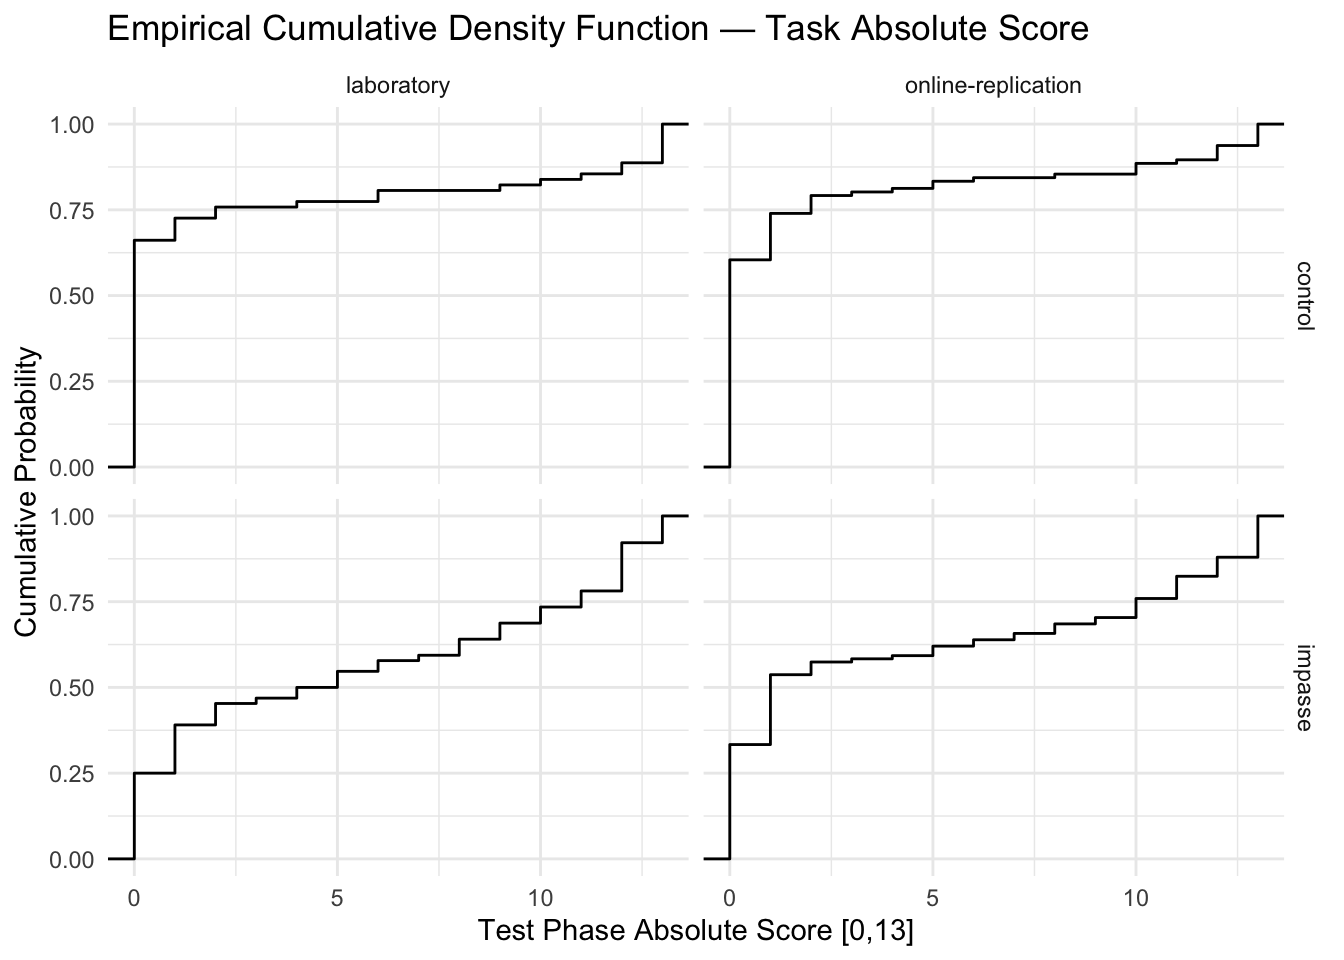 Empirical Cumulative Density Function — Task Absolute Score
laboratory
online-replication
1.00
0.75
0.50
0.25
0.00
control
1.00
0.75
0.50
0.25
0.00
impasse
Cumulative Probability
0
5
10
0
5
10
Test Phase Absolute Score [0,13]